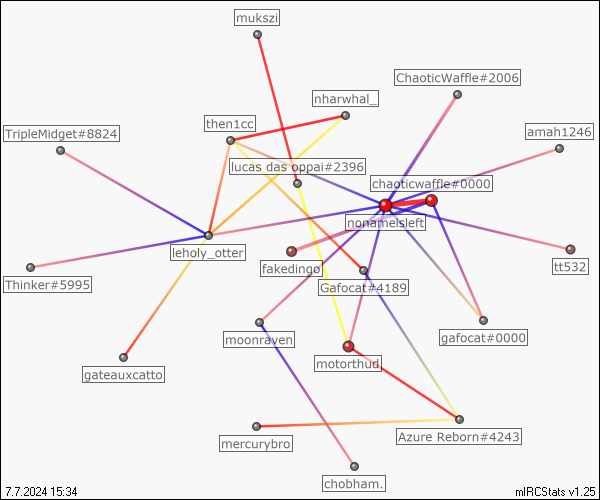 mukszi
ChaoticWaffle#2006
nharwhal_
then1cc
TripleMidget#8824
amah1246
lucas das oppai#2396
chaoticwaffle#0000
nonameisleft
leholy_otter
fakedingo
tt532
Thinker#5995
Gafocat#4189
moonraven
gafocat#0000
motorthud
gateauxcatto
mercurybro
Azure Reborn#4243
chobham.
7.7.2024 15:34
mIRCStats v1.25